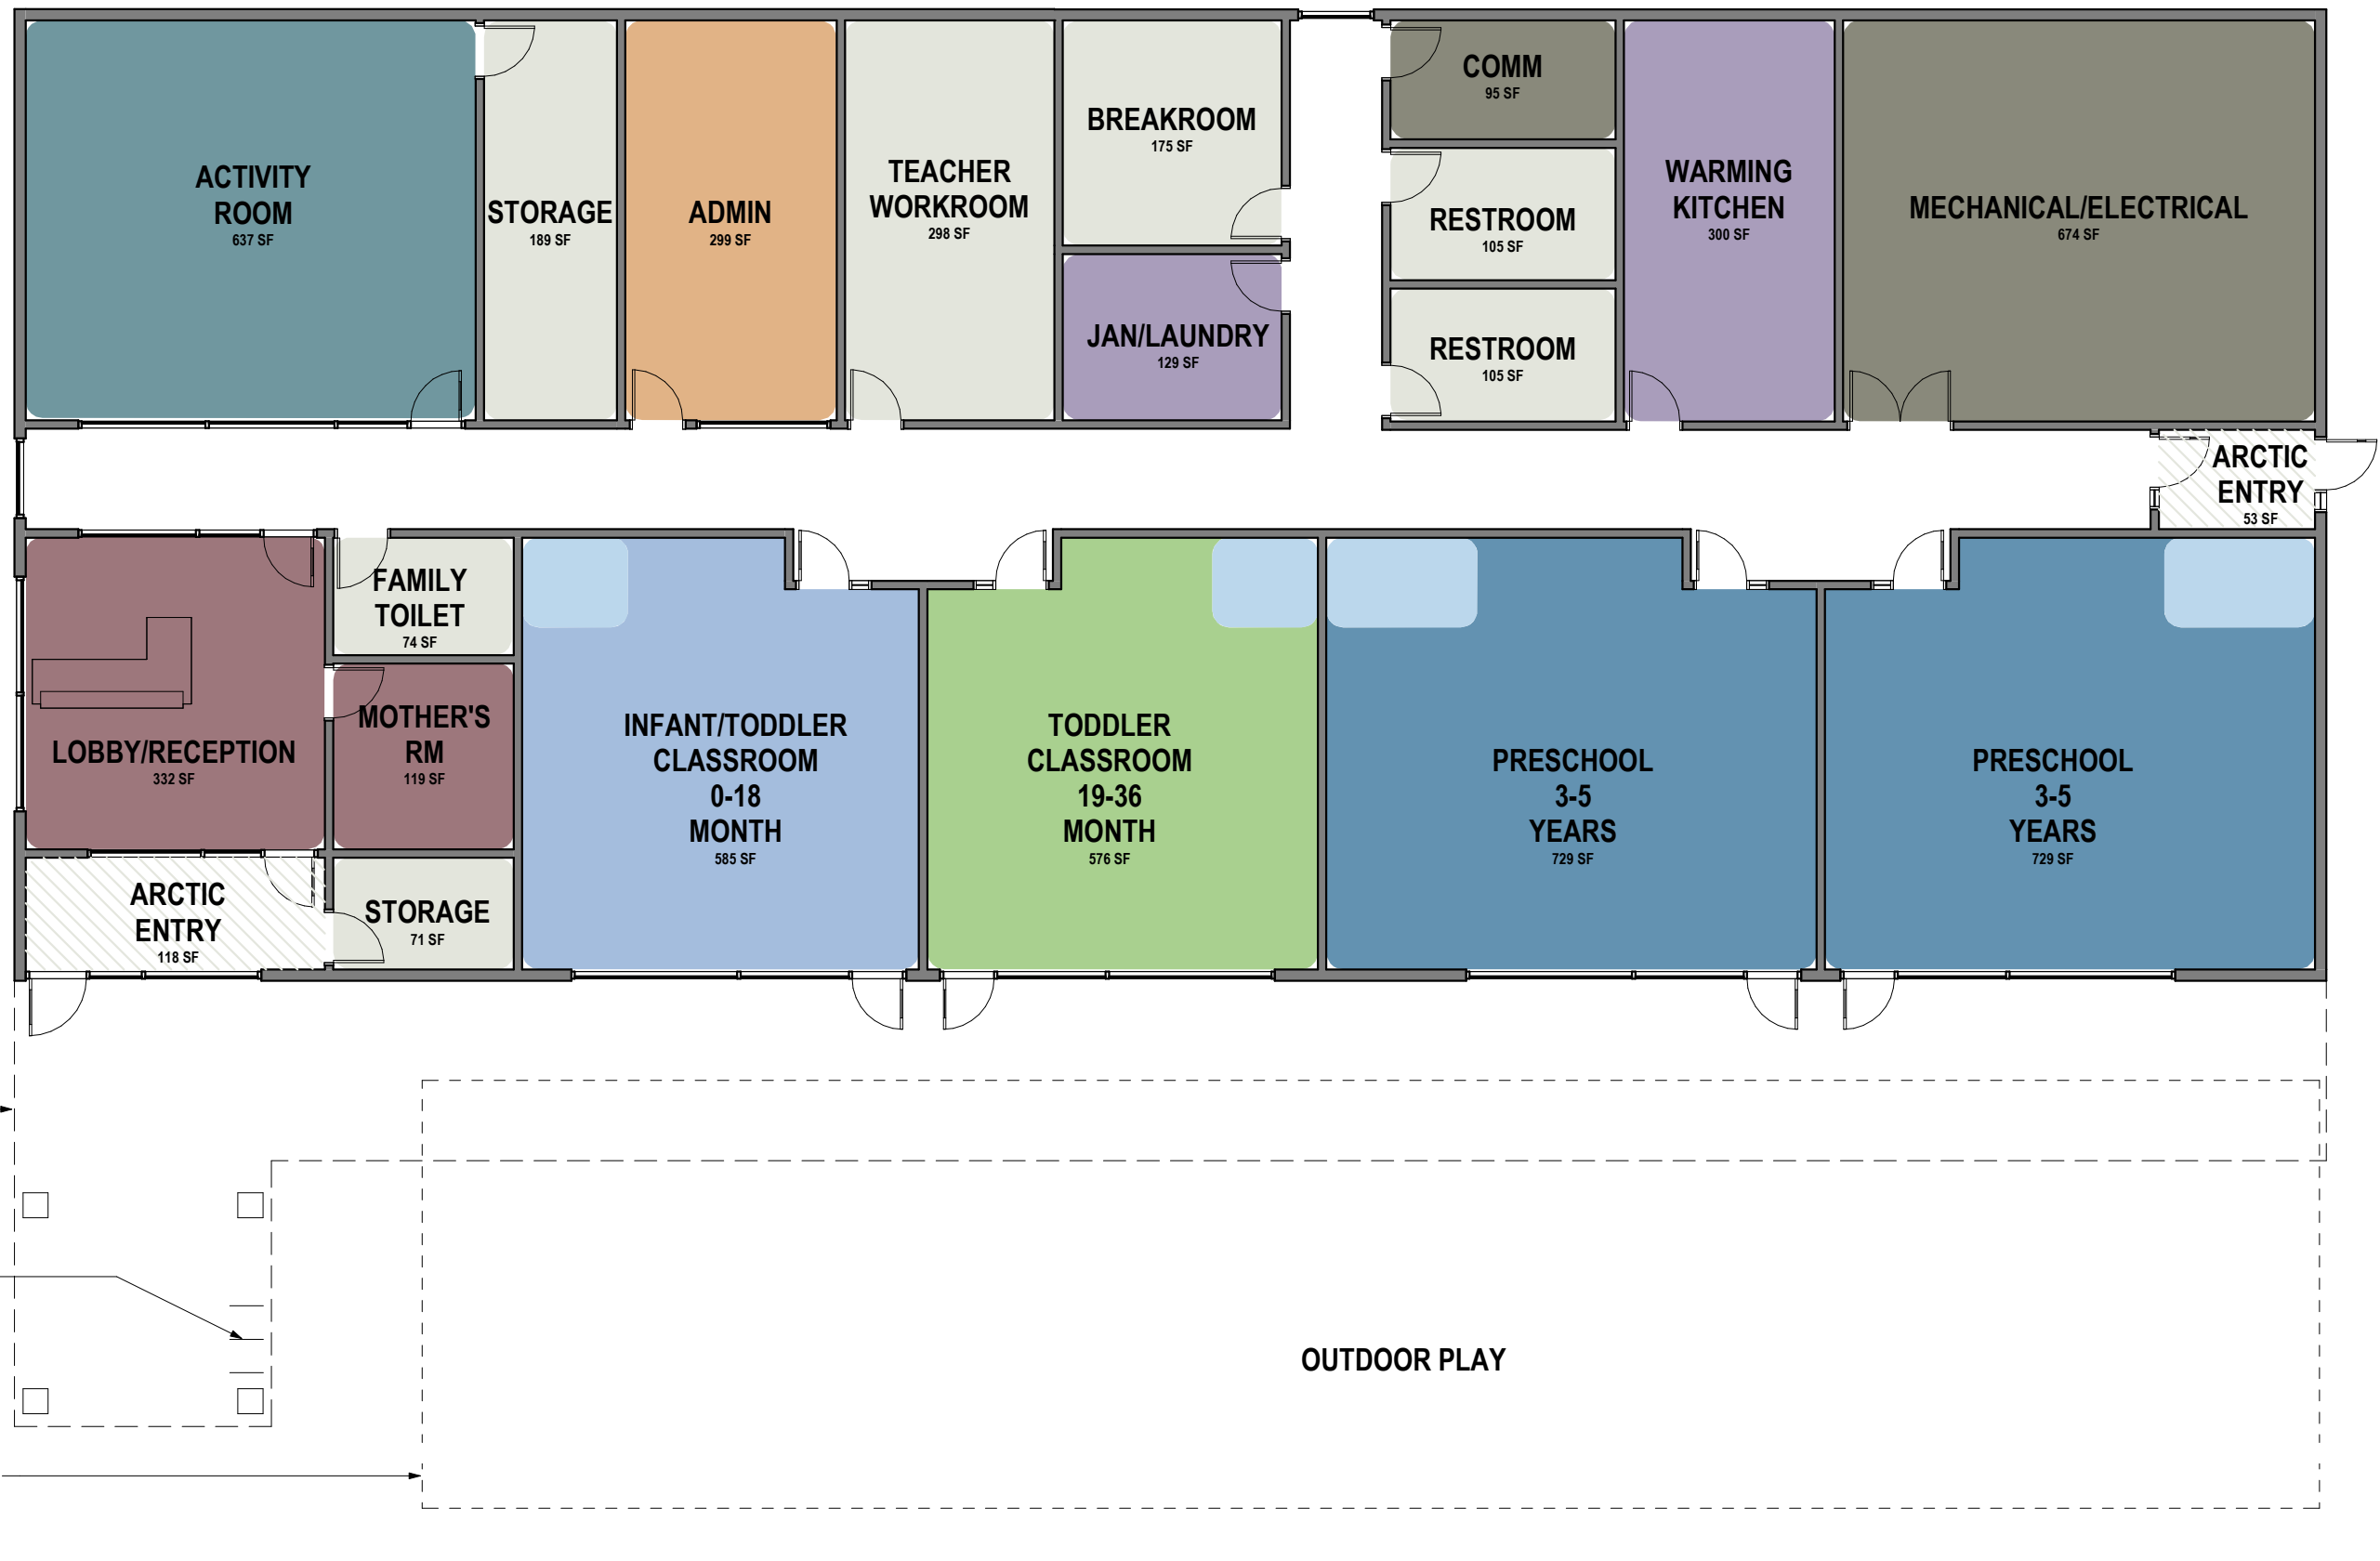 ACTIVITY
ROOM
637 SF
STORAGE
189 SF
ADMIN
299 SF
TEACHER
WORKROOM
298 SF
BREAKROOM
175 SF
JAN/LAUNDRY
129 SF
COMM
95 SF
RESTROOM
105 SF
RESTROOM
105 SF
WARMING
KITCHEN
300 SF
MECHANICAL/ELECTRICAL
674 SF
ARCTIC
ENTRY
53 SF
LOBBY/RECEPTION
332 SF
FAMILY
TOILET
74 SF
MOTHER'S
RM
119 SF
ARCTIC
ENTRY
118 SF
STORAGE
71 SF
INFANT/TODDLER
CLASSROOM
0-18
MONTH
585 SF
TODDLER
CLASSROOM
19-36
MONTH
576 SF
PRESCHOOL
3-5
YEARS
729 SF
PRESCHOOL
3-5
YEARS
729 SF
OUTDOOR PLAY